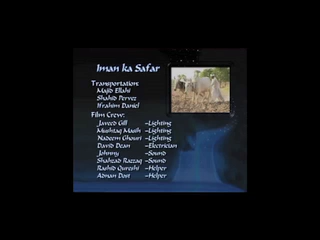 Iman ka Safar
Transportation:
Majid Ellahi
Shahid Pervez
Ifrahim Daniel
Film Crew:
Javeed Gill –Lighting
Mushtaq Masih –Lighting
Nadeem Ghouri –Lighting
David Dean –Electrician
Johnny –Sound
Shahzad Razzaq –Sound
Rashid Qureshi –Helper
Adnan Dost –Helper